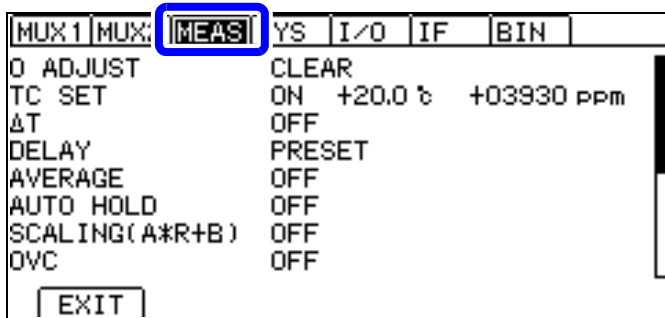 MUX1 MUX: MEAS YS I/O IF BIN
0 ADJUST CLEAR
TC SET ON +20.0 ℃ +03930 ppm
ΔT OFF
DELAY PRESET
AVERAGE OFF
AUTO HOLD OFF
SCALING(A*R+B) OFF
OVC OFF
EXIT